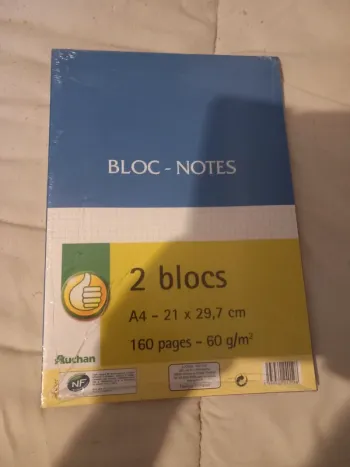 BLOC - NOTES
2 blocs
A4 - 21 x 29,7 cm
160 pages - 60 g/m²
Auchan
NF